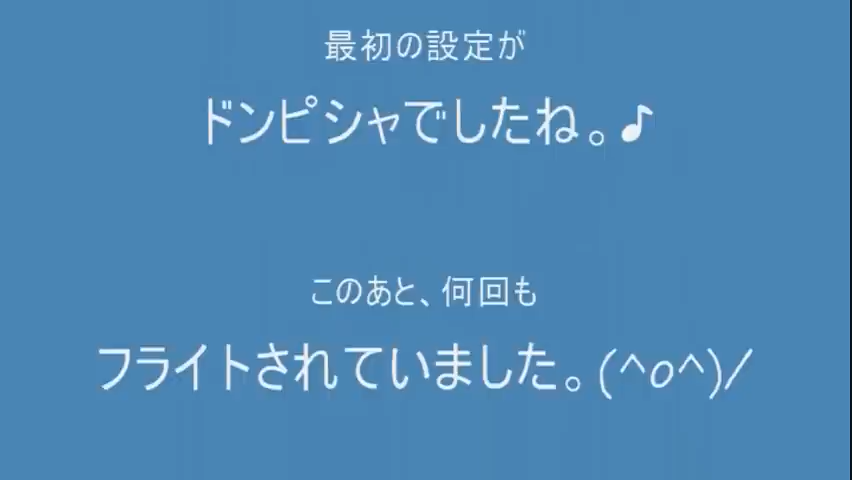 最初の設定が
ドンピシャでしたね。♪
このあと、何回も
フライトされていました。(^o^)/